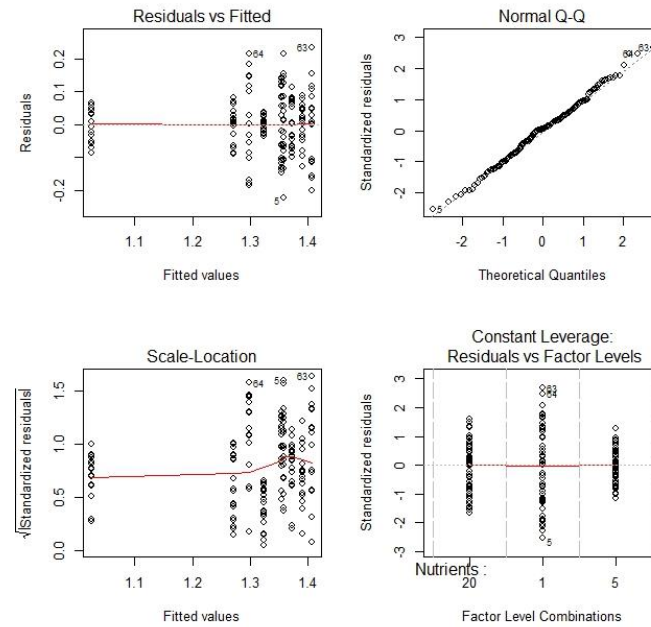 Residuals vs Fitted
Residuals
0.2
0.1
0.0
-0.2
64
63
5
1.1 1.2 1.3 1.4
Fitted values
Normal Q-Q
Standardized residuals
3
2
1
0
-1
-2
64 63
5
-2 -1 0 1 2
Theoretical Quantiles
Scale-Location
√|Standardized residuals|
1.5
1.0
0.5
0.0
64
5
63
1.1 1.2 1.3 1.4
Fitted values
Constant Leverage:
Residuals vs Factor Levels
Standardized residuals
3
2
1
0
-1
-2
-3
63
64
5
Nutrients :
20 1 5
Factor Level Combinations